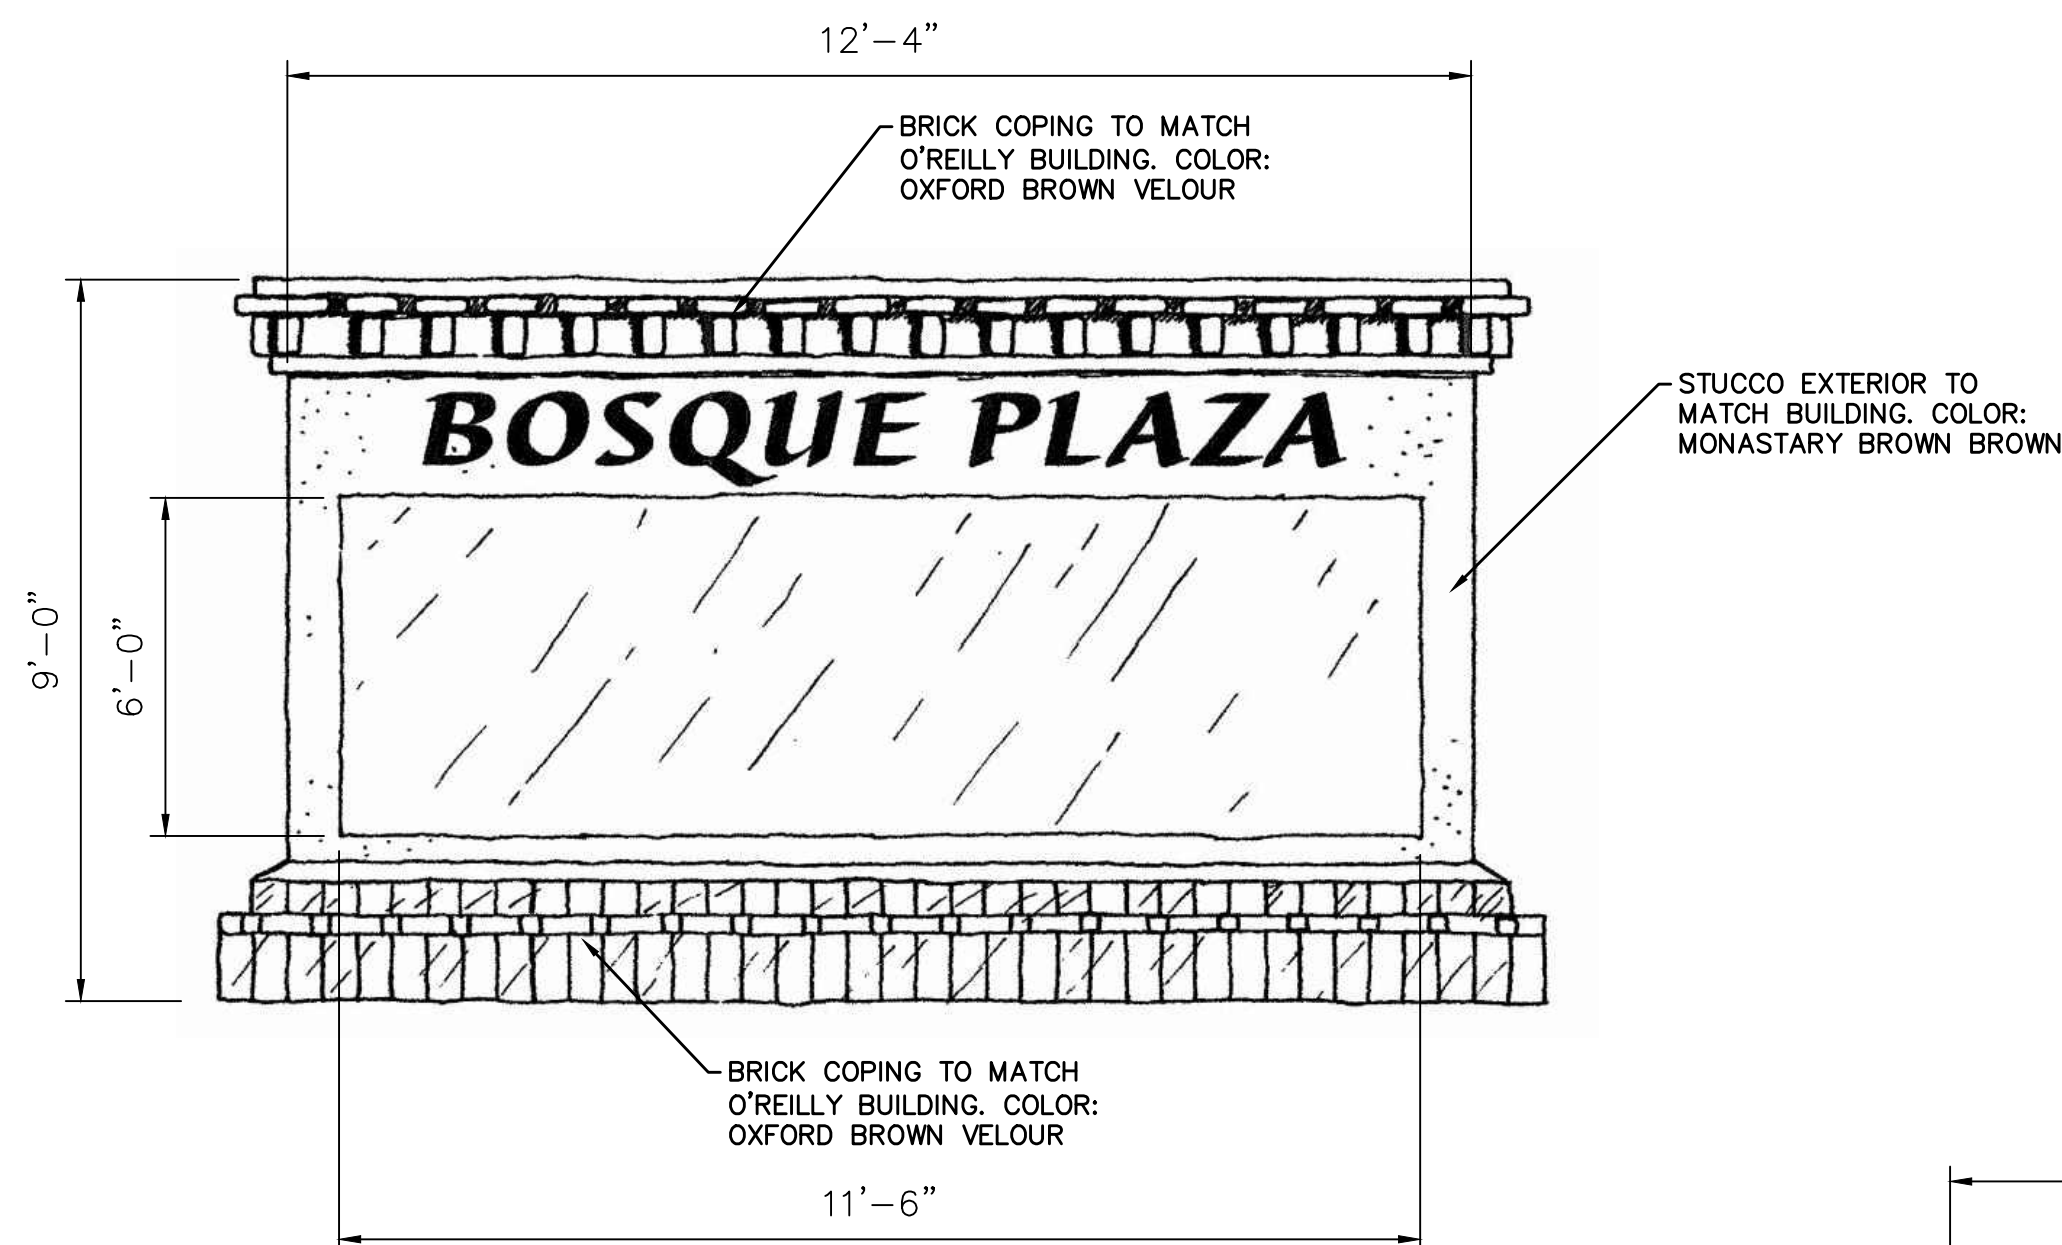 12'-4"
BRICK COPING TO MATCH
O'REILLY BUILDING. COLOR:
OXFORD BROWN VELOUR
BOSQUE PLAZA
STUCCO EXTERIOR TO
MATCH BUILDING. COLOR:
MONASTARY BROWN BROWN
9'-0"
6'-0"
BRICK COPING TO MATCH
O'REILLY BUILDING. COLOR:
OXFORD BROWN VELOUR
11'-6"